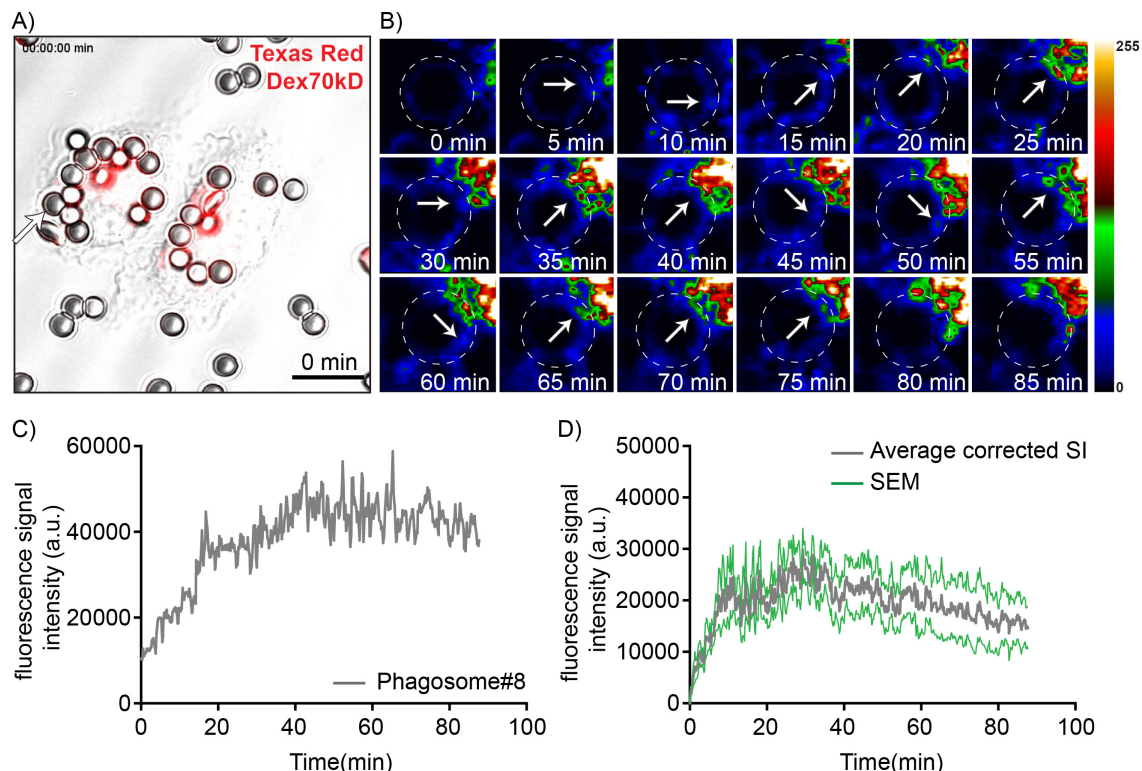 A)
00:00:00 min
Texas Red
Dex70kD
0 min
B)
0 min
5 min
10 min
15 min
20 min
25 min
30 min
35 min
40 min
45 min
50 min
55 min
60 min
65 min
70 min
75 min
80 min
85 min
255
0
C)
fluorescence signal
intensity (a.u.)
60000
40000
20000
0
0
20
40
60
80
100
Phagosome#8
Time(min)
D)
fluorescence signal
intensity (a.u.)
50000
40000
30000
20000
10000
0
0
20
40
60
80
100
Average corrected SI
SEM
Time(min)